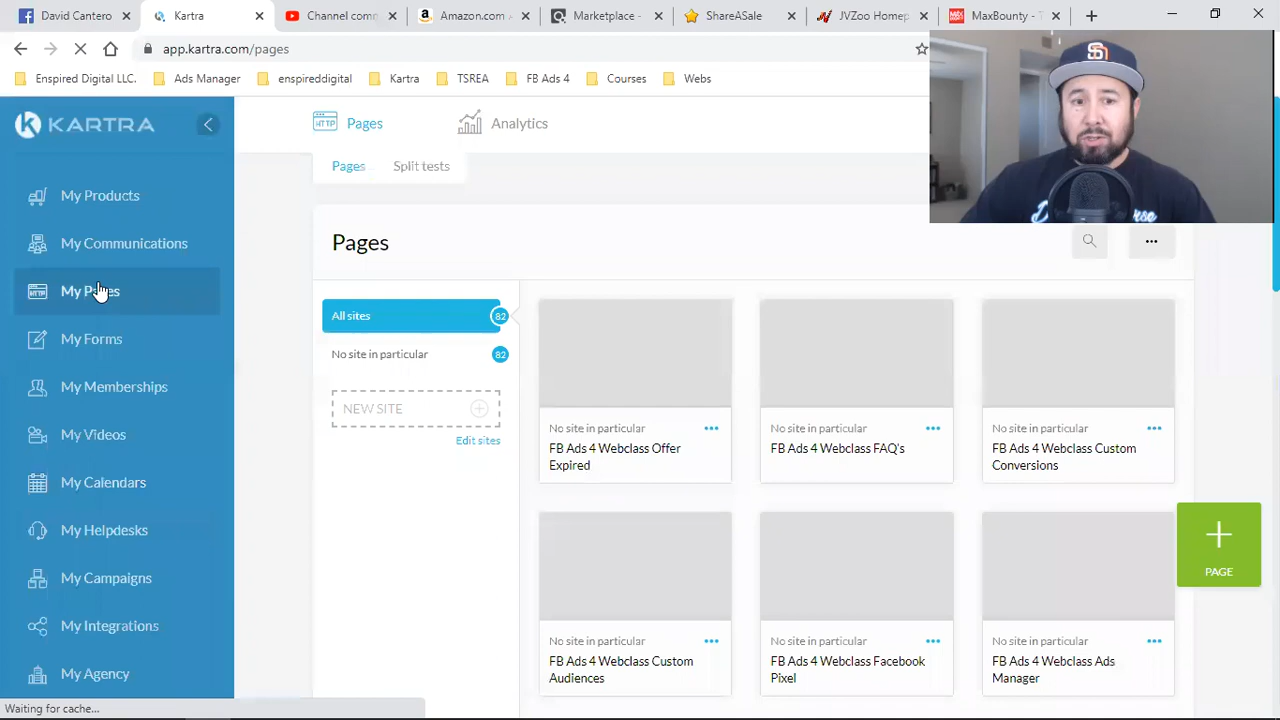 David Cantero
Kartra
Channel com
Amazon.com
Marketplace -
ShareASale
JVZoo Homep
MaxBounty -
app.kartra.com/pages
Enspired Digital LLC.
Ads Manager
enspireddigital
Kartra
TSREA
FB Ads 4
Courses
Webs
KARTRA
My Products
My Communications
My Pages
My Forms
My Memberships
My Videos
My Calendars
My Helpdesks
My Campaigns
My Integrations
My Agency
Waiting for cache...
Pages
Analytics
Pages
Split tests
Pages
All sites
82
No site in particular
82
NEW SITE
Edit sites
No site in particular
FB Ads 4 Webclass Offer
Expired
No site in particular
FB Ads 4 Webclass FAQ's
No site in particular
FB Ads 4 Webclass Custom
Conversions
No site in particular
FB Ads 4 Webclass Custom
Audiences
No site in particular
FB Ads 4 Webclass Facebook
Pixel
No site in particular
FB Ads 4 Webclass Ads
Manager
PAGE